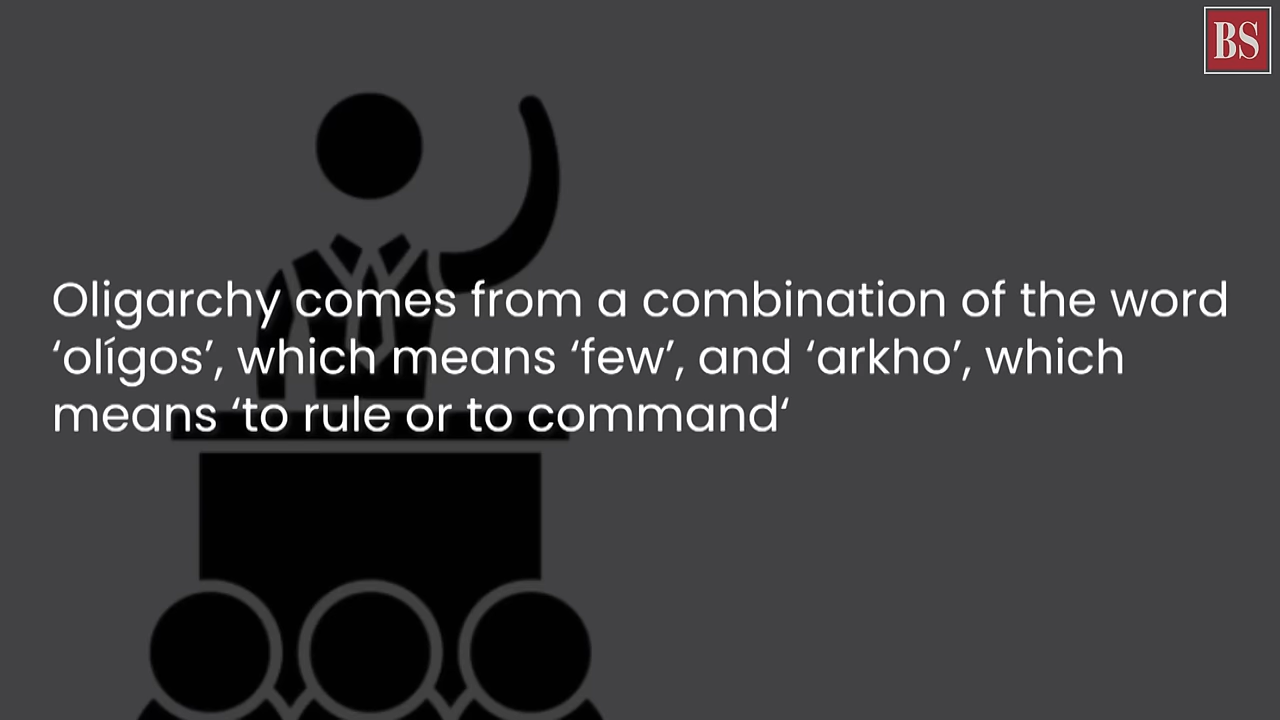 BS
Oligarchy comes from a combination of the word
‘olígos’, which means ‘few’, and ‘arkho’, which
means ‘to rule or to command‘